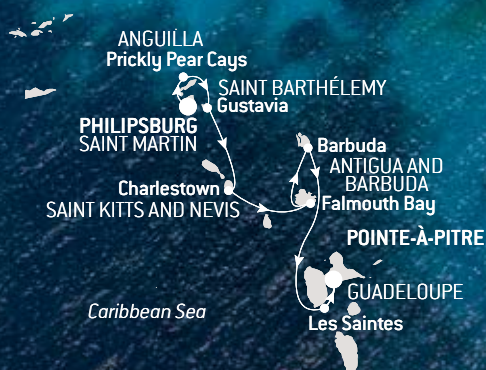 ANGUILLA
Prickly Pear Cays
SAINT BARTHÉLEMY
Gustavia
PHILIPSBURG
SAINT MARTIN
Barbuda
ANTIGUA AND
BARBUDA
Charlestown
Falmouth Bay
SAINT KITTS AND NEVIS
POINTE-À-PITRE
GUADELOUPE
Caribbean Sea
Les Saintes